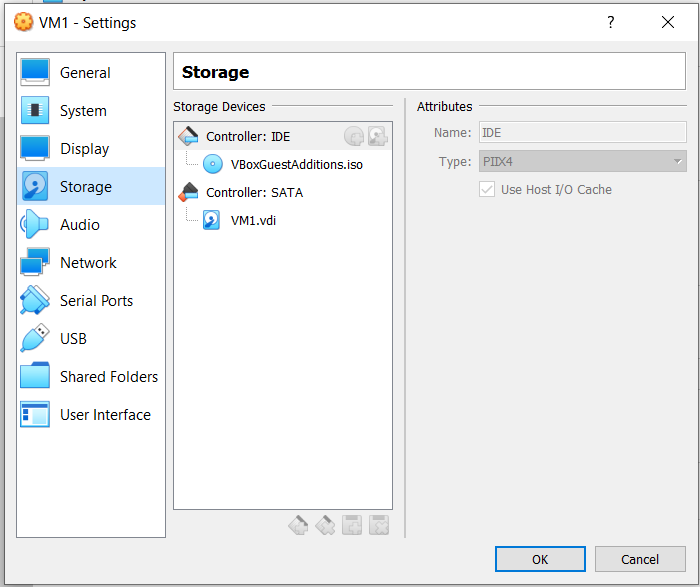 VM1 - Settings
?
General
System
Display
Storage
Audio
Network
Serial Ports
USB
Shared Folders
User Interface
Storage
Storage Devices
Controller: IDE
VBoxGuestAdditions.iso
Controller: SATA
VM1.vdi
Attributes
Name: IDE
Type: PIIX4
Use Host I/O Cache
OK
Cancel